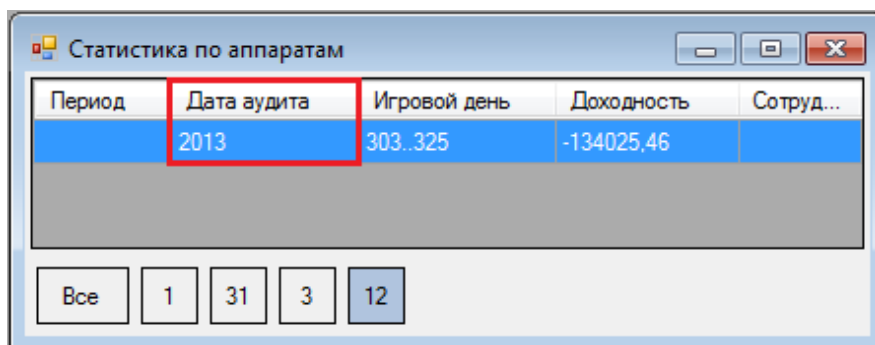 Статистика по аппаратам
Период Дата аудита Игровой день Доходность Сотруд...
2013 303..325 -134025,46
Все 1 31 3 12